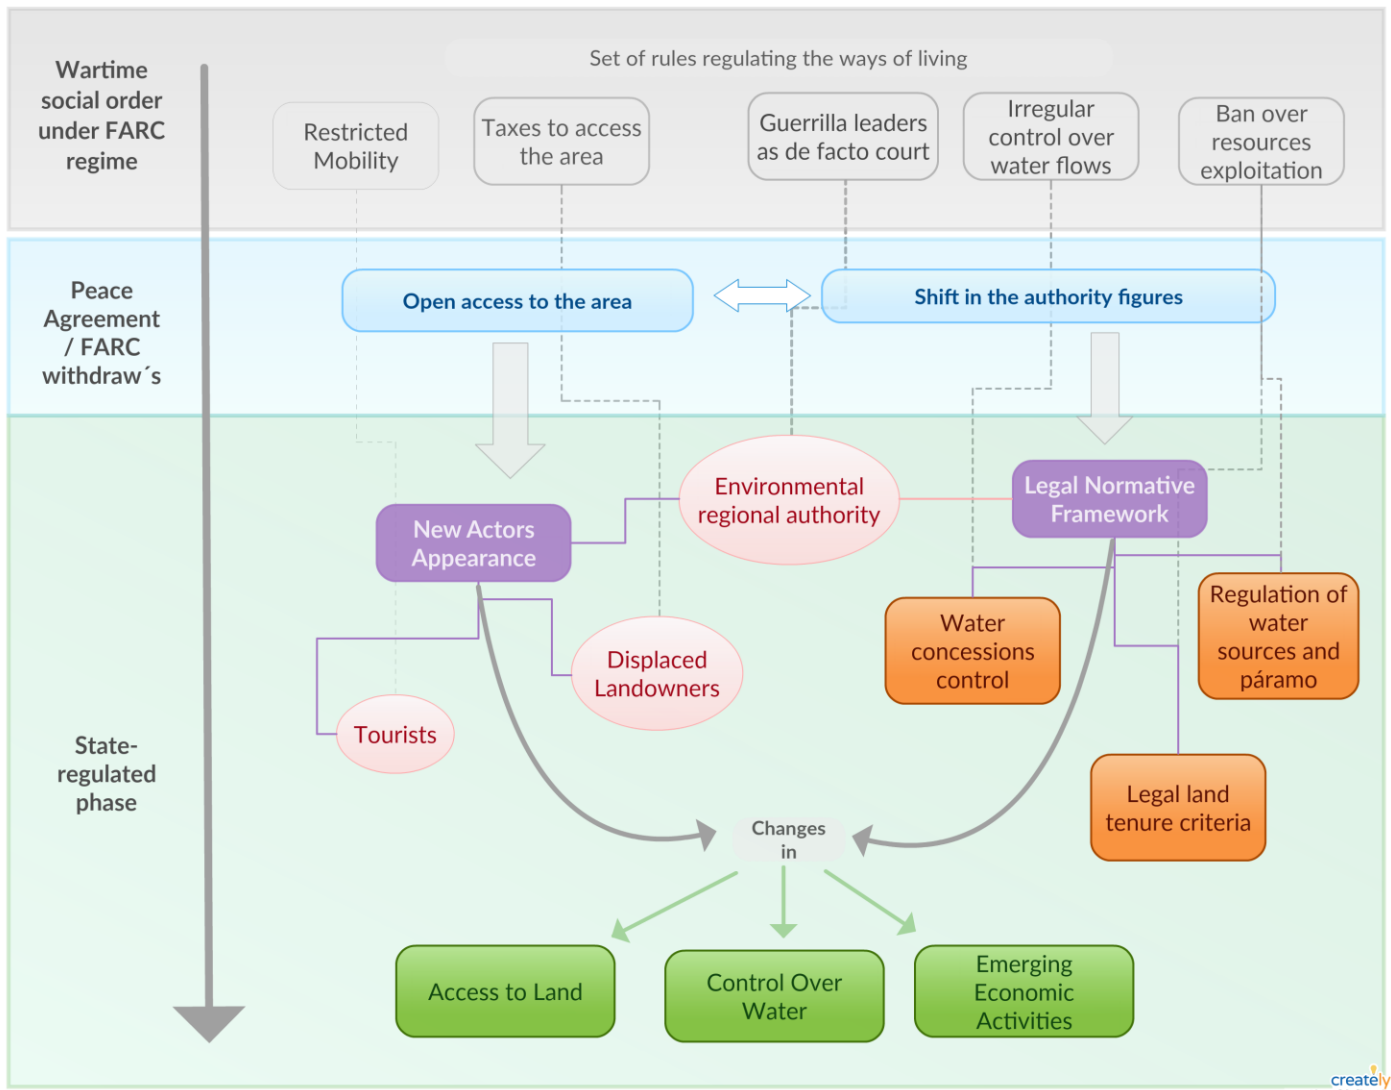 Wartime
social order
under FARC
regime
Set of rules regulating the ways of living
Restricted
Mobility
Taxes to access
the area
Guerrilla leaders
as de facto court
Irregular
control over
water flows
Ban over
resources
exploitation
Peace
Agreement
/ FARC
withdraw´s
Open access to the area
Shift in the authority figures
Environmental
regional authority
Legal Normative
Framework
New Actors
Appearance
Water
concessions
control
Regulation of
water
sources and
páramo
Displaced
Landowners
Tourists
State-
regulated
phase
Legal land
tenure criteria
Changes
in
Access to Land
Control Over
Water
Emerging
Economic
Activities
creately